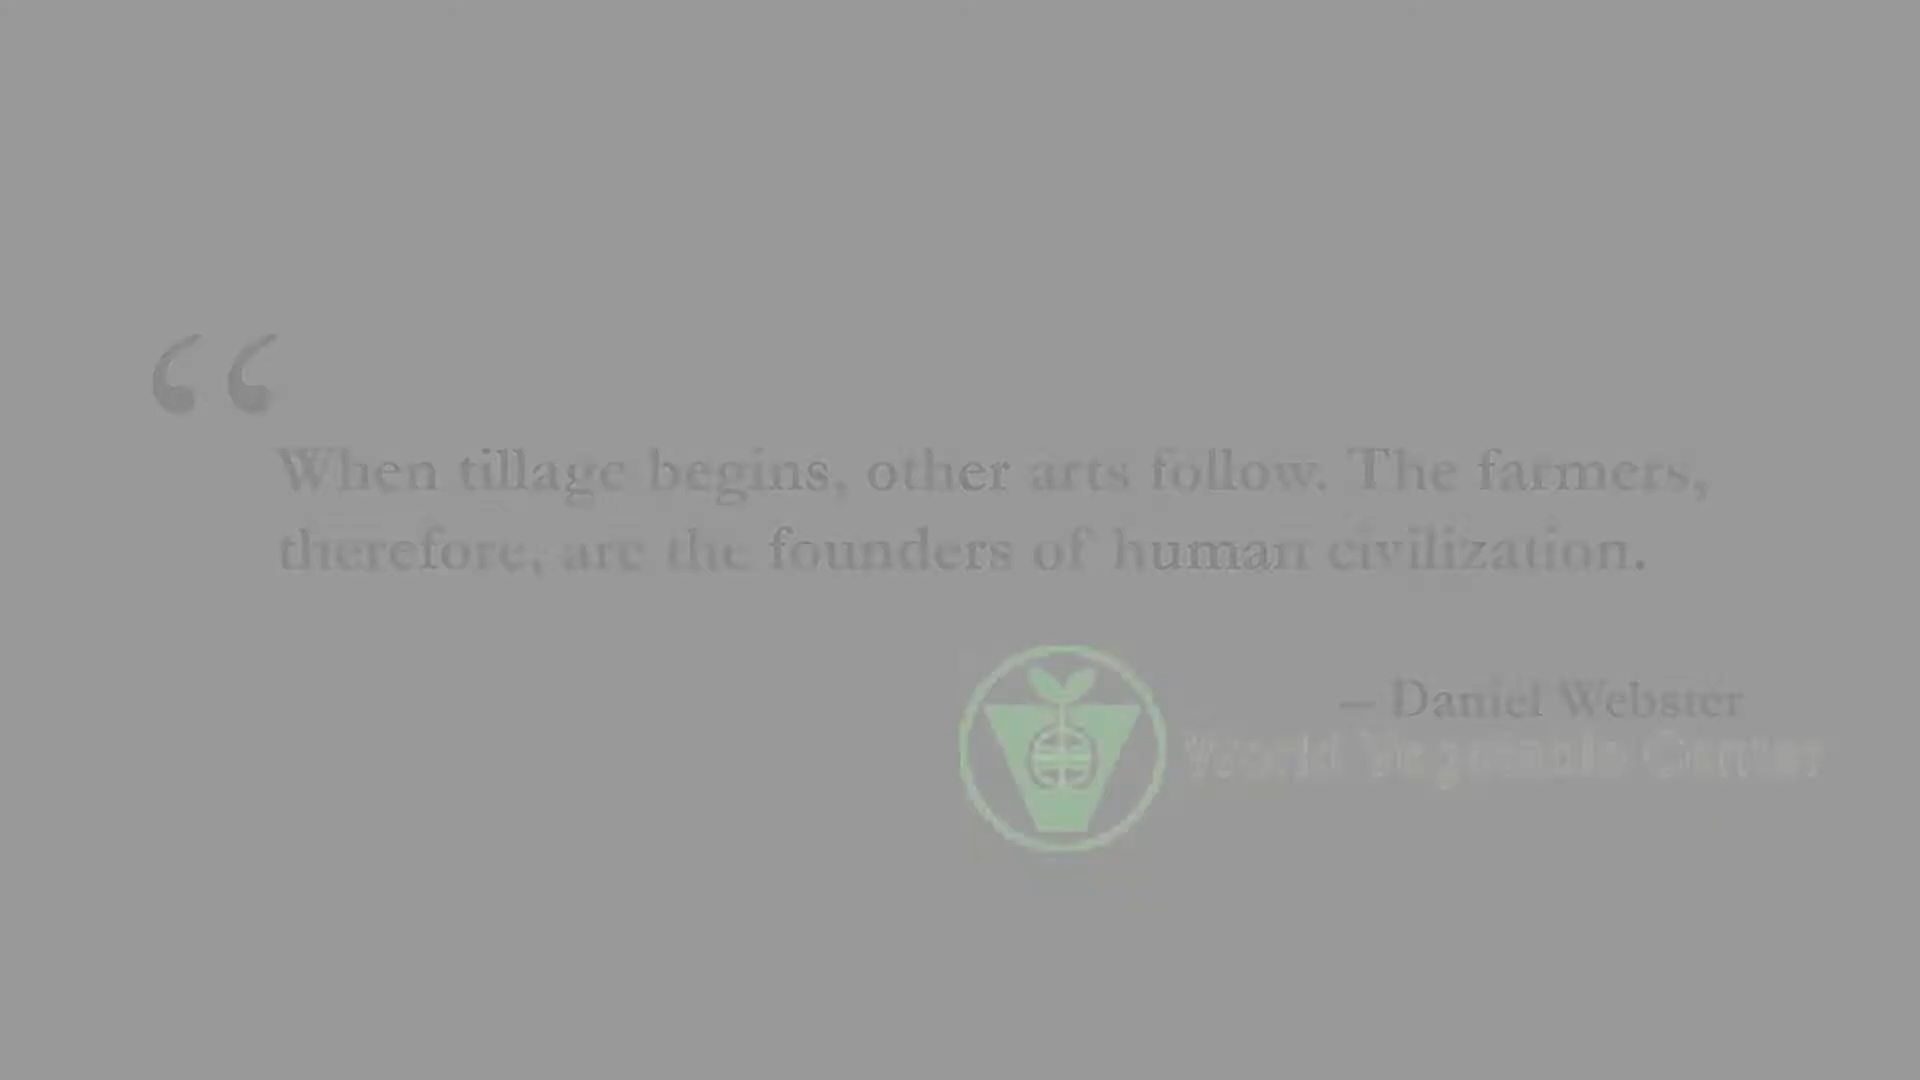 “
When tillage begins, other arts follow. The farmers,
therefore, are the founders of human civilization.
— Daniel Webster
World Vegetable Center